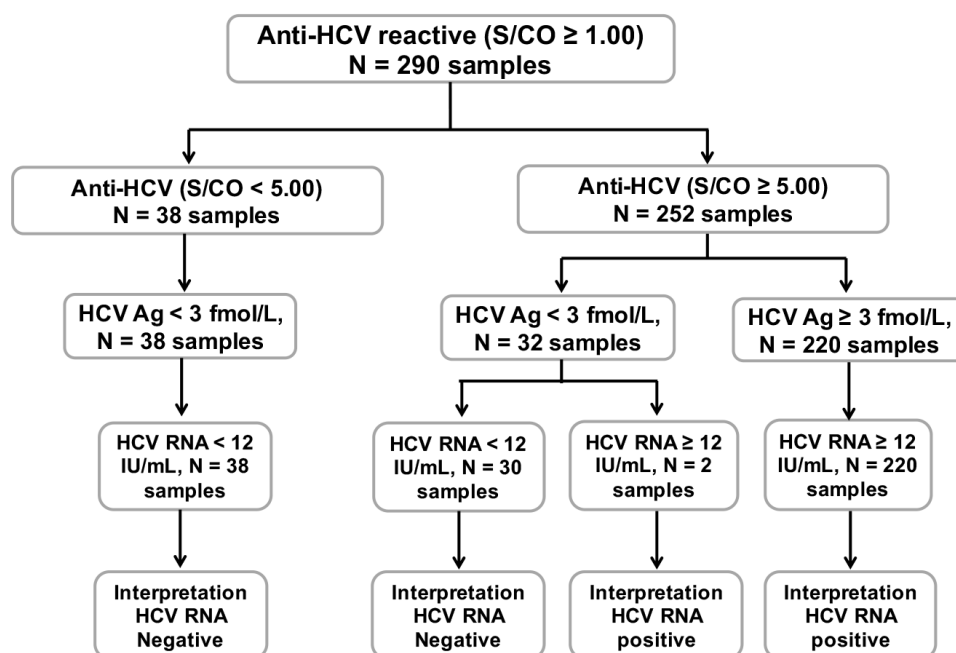 Anti-HCV reactive (S/CO ≥ 1.00)
N = 290 samples
Anti-HCV (S/CO < 5.00)
N = 38 samples
Anti-HCV (S/CO ≥ 5.00)
N = 252 samples
HCV Ag < 3 fmol/L,
N = 38 samples
HCV Ag < 3 fmol/L,
N = 32 samples
HCV Ag ≥ 3 fmol/L,
N = 220 samples
HCV RNA < 12
IU/mL, N = 38
samples
HCV RNA < 12
IU/mL, N = 30
samples
HCV RNA ≥ 12
IU/mL, N = 2
samples
HCV RNA ≥ 12
IU/mL, N = 220
samples
Interpretation
HCV RNA
Negative
Interpretation
HCV RNA
Negative
Interpretation
HCV RNA
positive
Interpretation
HCV RNA
positive